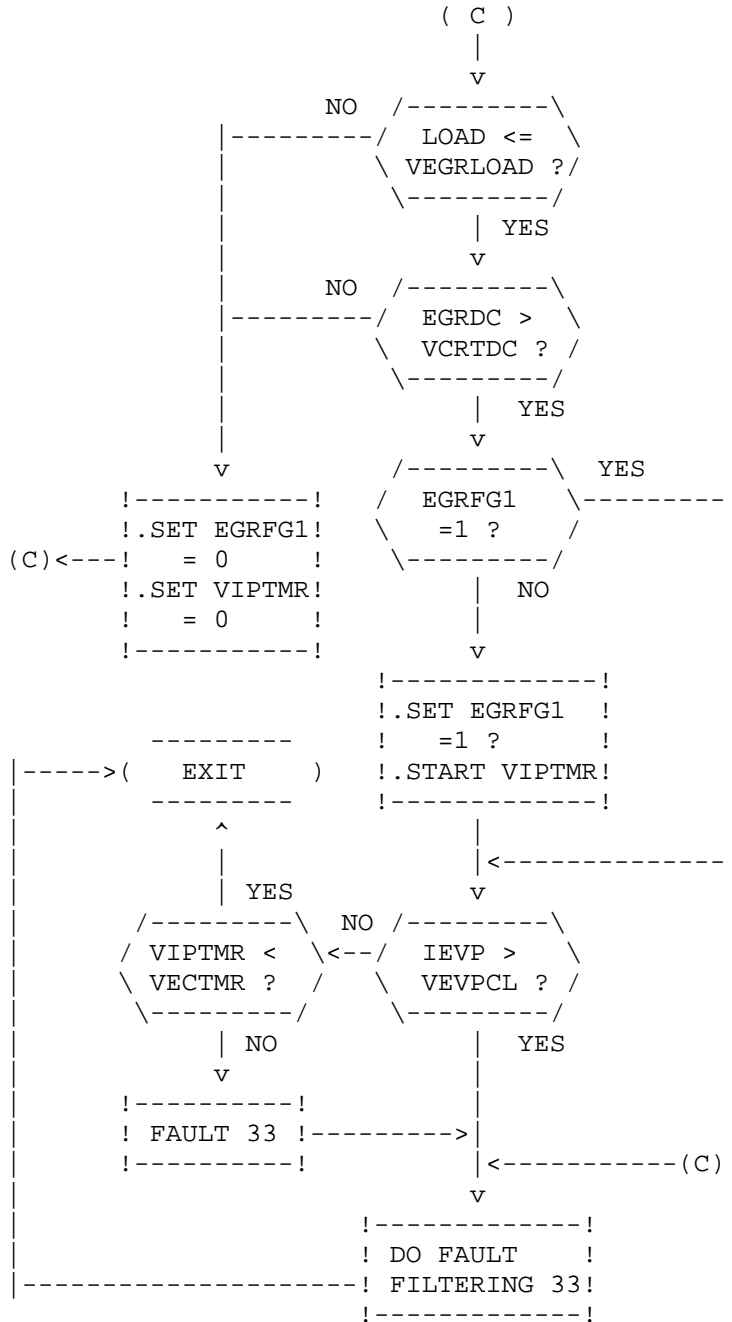 ( C )
NO
LOAD <=
VEGRLOAD ?
YES
NO
EGRDC >
VCRTDC ?
YES
YES
EGRFG1
=1 ?
.SET EGRFG1
(C)<--- = 0
.SET VIPTMR
= 0
NO
.SET EGRFG1
=1 ?
( EXIT )
.START VIPTMR
YES
NO
VIPTMR <
IEVP >
VECTMR ?
VEVPCL ?
NO
YES
FAULT 33
(C)
DO FAULT
FILTERING 33